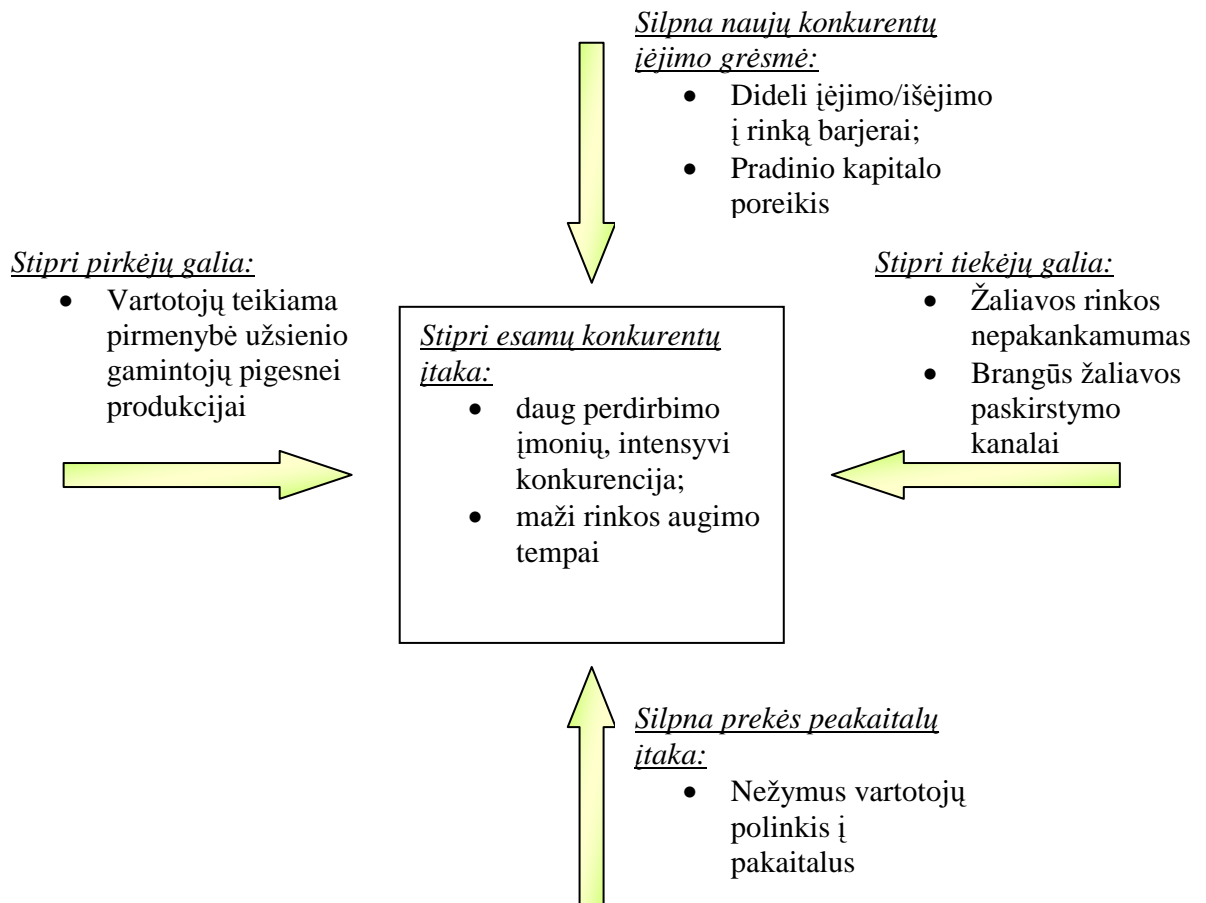 Silpna naujų konkurentų
įėjimo grėsmė:
• Dideli įėjimo/išėjimo
į rinką barjerai;
• Pradinio kapitalo
poreikis
Stipri pirkėjų galia:
• Vartotojų teikiama
pirmenybė užsienio
gamintojų pigesnei
produkcijai
Stipri tiekėjų galia:
• Žaliavos rinkos
nepakankamumas
• Brangūs žaliavos
paskirstymo
kanalai
Stipri esamų konkurentų
įtaka:
• daug perdirbimo
įmonių, intensyvi
konkurencija;
• maži rinkos augimo
tempai
Silpna prekės peakaitalų
įtaka:
• Nežymus vartotojų
polinkis į
pakaitalus